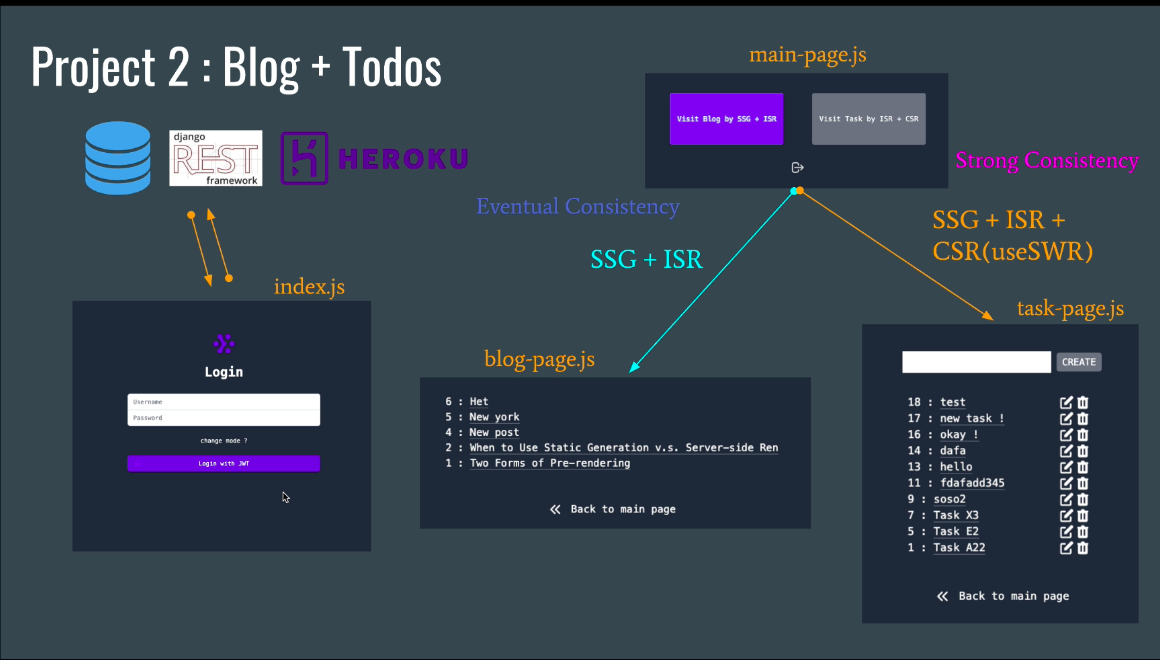 Project 2 : Blog + Todos
django
REST
framework
HEROKU
main-page.js
Visit Blog by SSG + ISR
Visit Task by ISR + CSR
Strong Consistency
Eventual Consistency
SSG + ISR
SSG + ISR +
CSR(useSWR)
index.js
Login
Username
Password
change mode ?
Login with JWT
blog-page.js
6 : Het
5 : New york
4 : New post
2 : When to Use Static Generation v.s. Server-side Ren
1 : Two Forms of Pre-rendering
Back to main page
task-page.js
CREATE
18 : test
17 : new task !
16 : okay !
14 : dafa
13 : hello
11 : fdafadd345
9 : soso2
7 : Task X3
5 : Task E2
1 : Task A22
Back to main page